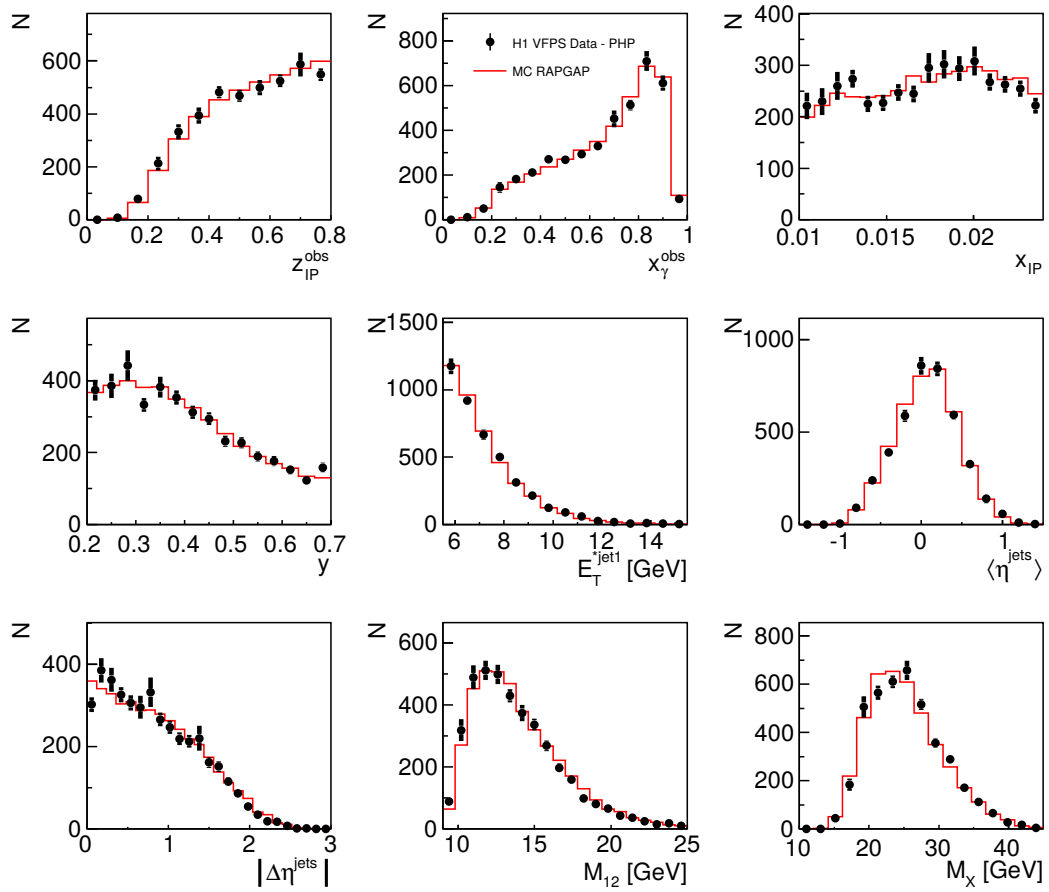 N
600
400
200
0
0 0.2 0.4 0.6 0.8
z_IP^obs
N
800
600
400
200
0
H1 VFPS Data - PHP
MC RAPGAP
0 0.2 0.4 0.6 0.8 1
x_γ^obs
N
400
300
200
100
0
0.01 0.015 0.02
x_IP
N
400
200
0
0.2 0.3 0.4 0.5 0.6 0.7
y
N
1500
1000
500
0
6 8 10 12 14
E_T^*jet1 [GeV]
N
1000
500
0
-1 0 1
⟨η^jets⟩
N
400
200
0
0 1 2 3
|Δη^jets|
N
600
400
200
0
10 15 20 25
M_12 [GeV]
N
800
600
400
200
0
10 20 30 40
M_X [GeV]